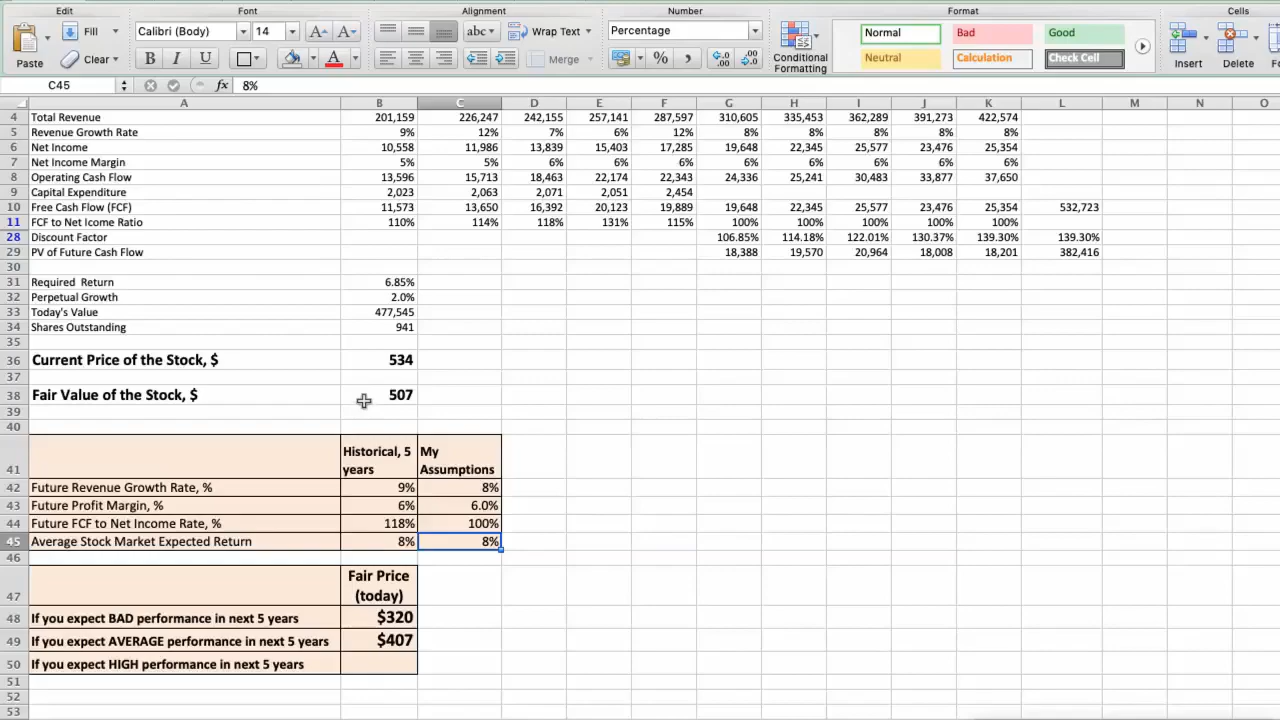 Edit Font Alignment Number Format Cells
Paste Fill Clear Calibri (Body) 14 A A abc Wrap Text Percentage Normal Bad Good
B I U A Merge % , Conditional Formatting Neutral Calculation Check Cell Insert Delete
C45 fx 8%
A B C D E F G H I J K L M N O
4 Total Revenue 201,159 226,247 242,155 257,141 287,597 310,605 335,453 362,289 391,273 422,574
5 Revenue Growth Rate 9% 12% 7% 6% 12% 8% 8% 8% 8% 8%
6 Net Income 10,558 11,986 13,839 15,403 17,285 19,648 22,345 25,577 23,476 25,354
7 Net Income Margin 5% 5% 6% 6% 6% 6% 6% 6% 6% 6%
8 Operating Cash Flow 13,596 15,713 18,463 22,174 22,343 24,336 25,241 30,483 33,877 37,650
9 Capital Expenditure 2,023 2,063 2,071 2,051 2,454
10 Free Cash Flow (FCF) 11,573 13,650 16,392 20,123 19,889 19,648 22,345 25,577 23,476 25,354 532,723
11 FCF to Net Icome Ratio 110% 114% 118% 131% 115% 100% 100% 100% 100% 100%
28 Discount Factor 106.85% 114.18% 122.01% 130.37% 139.30% 139.30%
29 PV of Future Cash Flow 18,388 19,570 20,964 18,008 18,201 382,416
30
31 Required Return 6.85%
32 Perpetual Growth 2.0%
33 Today's Value 477,545
34 Shares Outstanding 941
35
36 Current Price of the Stock, $ 534
37
38 Fair Value of the Stock, $ 507
39
40
41 Historical, 5 years My Assumptions
42 Future Revenue Growth Rate, % 9% 8%
43 Future Profit Margin, % 6% 6.0%
44 Future FCF to Net Income Rate, % 118% 100%
45 Average Stock Market Expected Return 8% 8%
46
47 Fair Price (today)
48 If you expect BAD performance in next 5 years $320
49 If you expect AVERAGE performance in next 5 years $407
50 If you expect HIGH performance in next 5 years
51
52
53